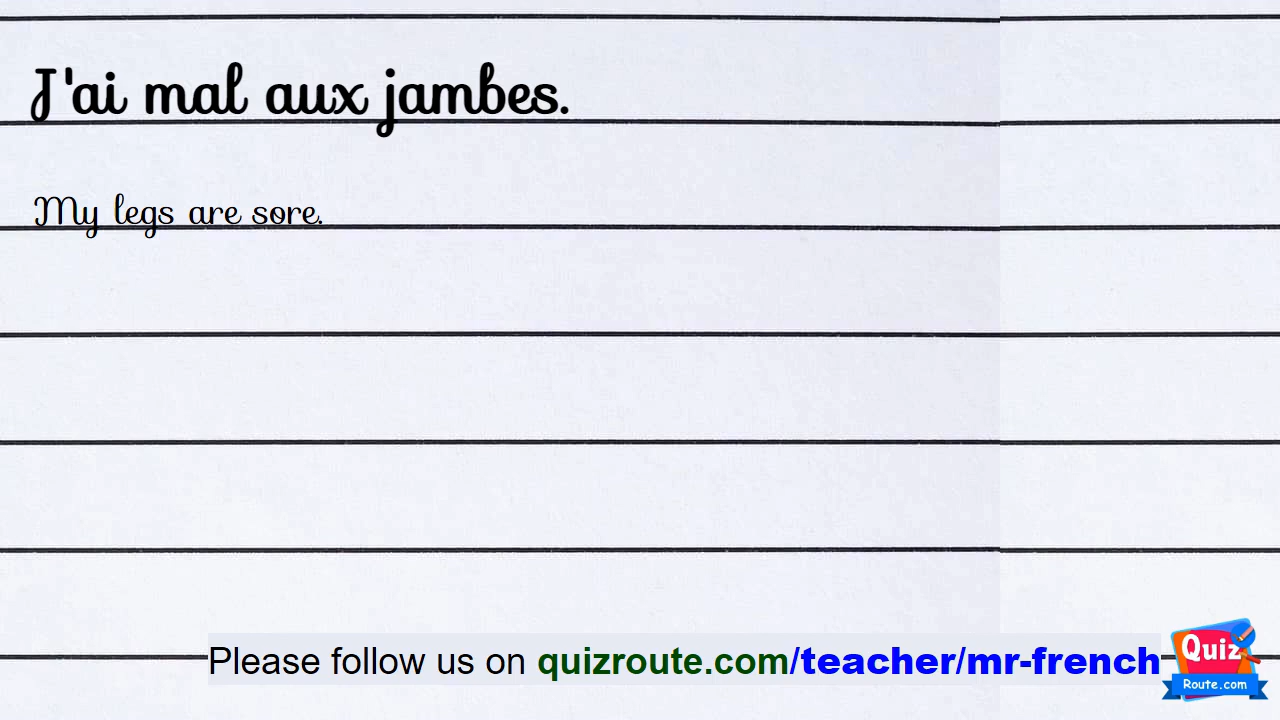 J'ai mal aux jambes.
My legs are sore.
Please follow us on quizroute.com/teacher/mr-french
Quiz
Route.com